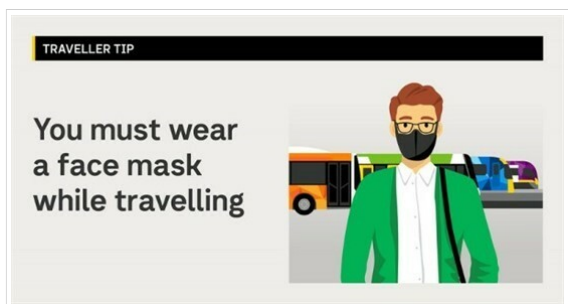 TRAVELLER TIP
You must wear
a face mask
while travelling